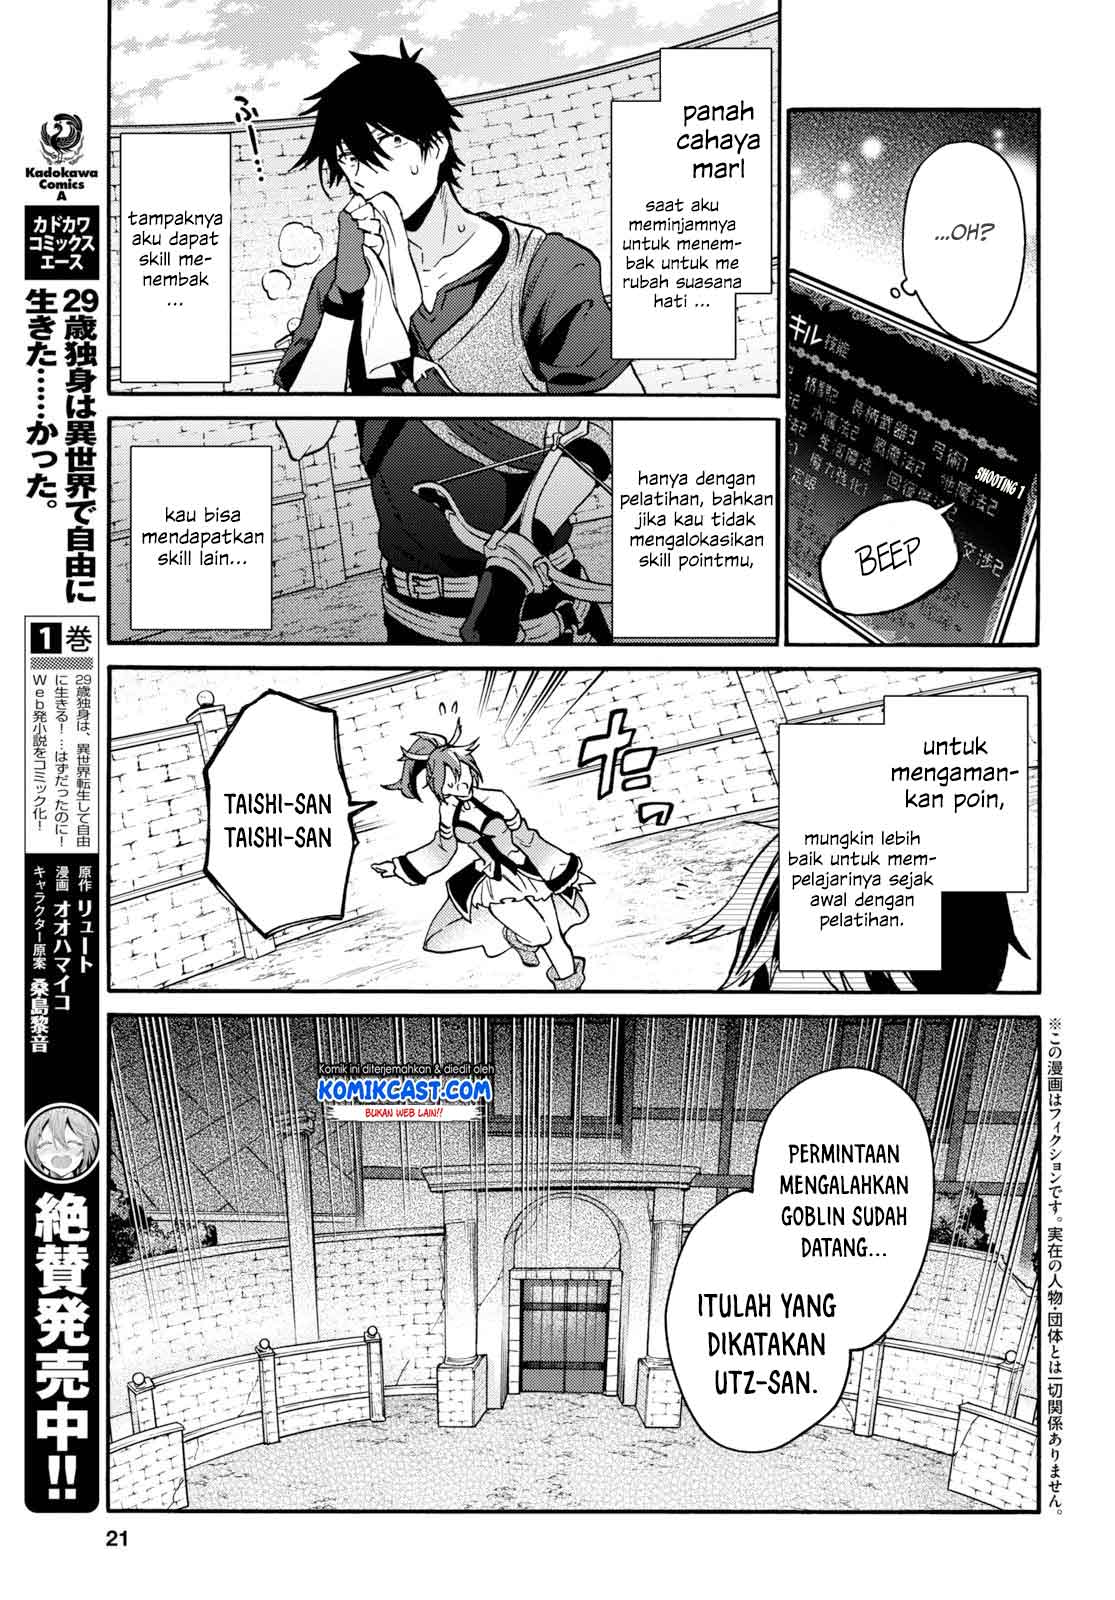 ...OH?
キル 技能
SHOOTING 1
BEEP
panah
cahaya
marl
saat aku
meminjamnya
untuk menem-
bak untuk me
rubah suasana
hati ...
ふーっ
tampaknya
aku dapat
skill me-
nembak
...
hanya dengan
pelatihan, bahkan
jika kau tidak
mengalokasikan
skill pointmu,
kau bisa
mendapatkan
skill lain...
untuk
mengaman-
kan poin,
mungkin lebih
baik untuk mem-
pelajarinya sejak
awal dengan
pelatihan.
TAISHI-SAN
TAISHI-SAN
PERMINTAAN
MENGALAHKAN
GOBLIN SUDAH
DATANG...
ITULAH YANG
DIKATAKAN
UTZ-SAN.
Komik ini diterjemahkan & diedit oleh
KOMIKCAST.COM
BUKAN WEB LAIN!!
※この漫画はフィクションです。実在の人物・団体とは一切関係ありません。
Kadokawa
Comics
A
カドカワ
コミックス
エース
29歳独身は異世界で自由に
生きた……かった。
1巻
29歳独身は、異世界転生して自由
に生きる！…はずだったのに！
Web発小説をコミック化！
原作 リュート
漫画 オオハマイコ
キャラクター原案 桑島黎音
絶賛発売中!!
21